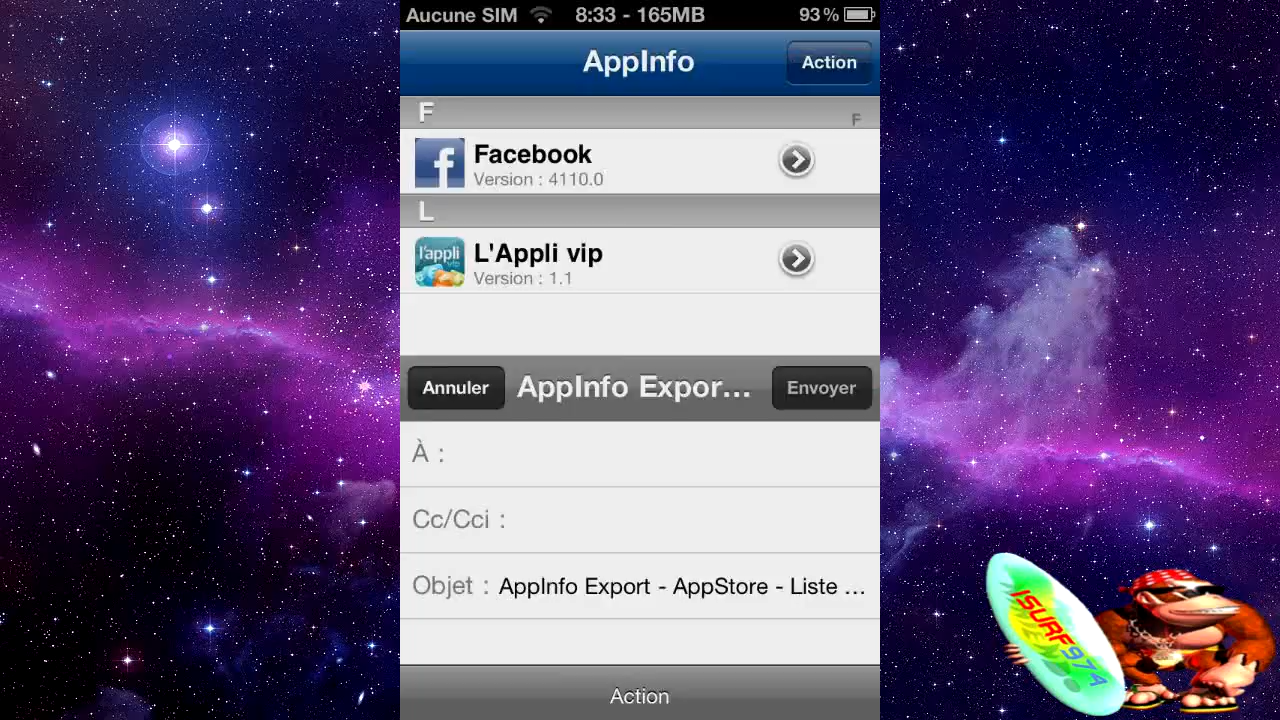 Aucune SIM 8:33 - 165MB 93 %
AppInfo Action
F
F
Facebook
Version : 4110.0
L
l'appli
L'Appli vip
Version : 1.1
Annuler AppInfo Expor... Envoyer
À :
Cc/Cci :
Objet : AppInfo Export - AppStore - Liste ...
Action
ISURF974